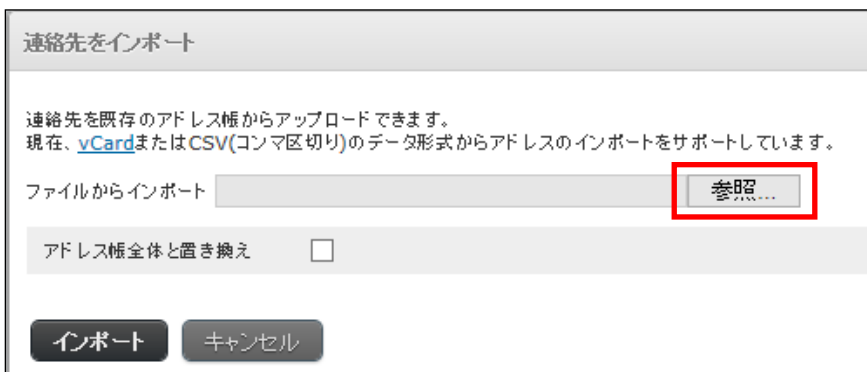 連絡先をインポート
連絡先を既存のアドレス帳からアップロードできます。
現在、vCardまたはCSV(コンマ区切り)のデータ形式からアドレスのインポートをサポートしています。
ファイルからインポート 参照...
アドレス帳全体と置き換え
インポート キャンセル